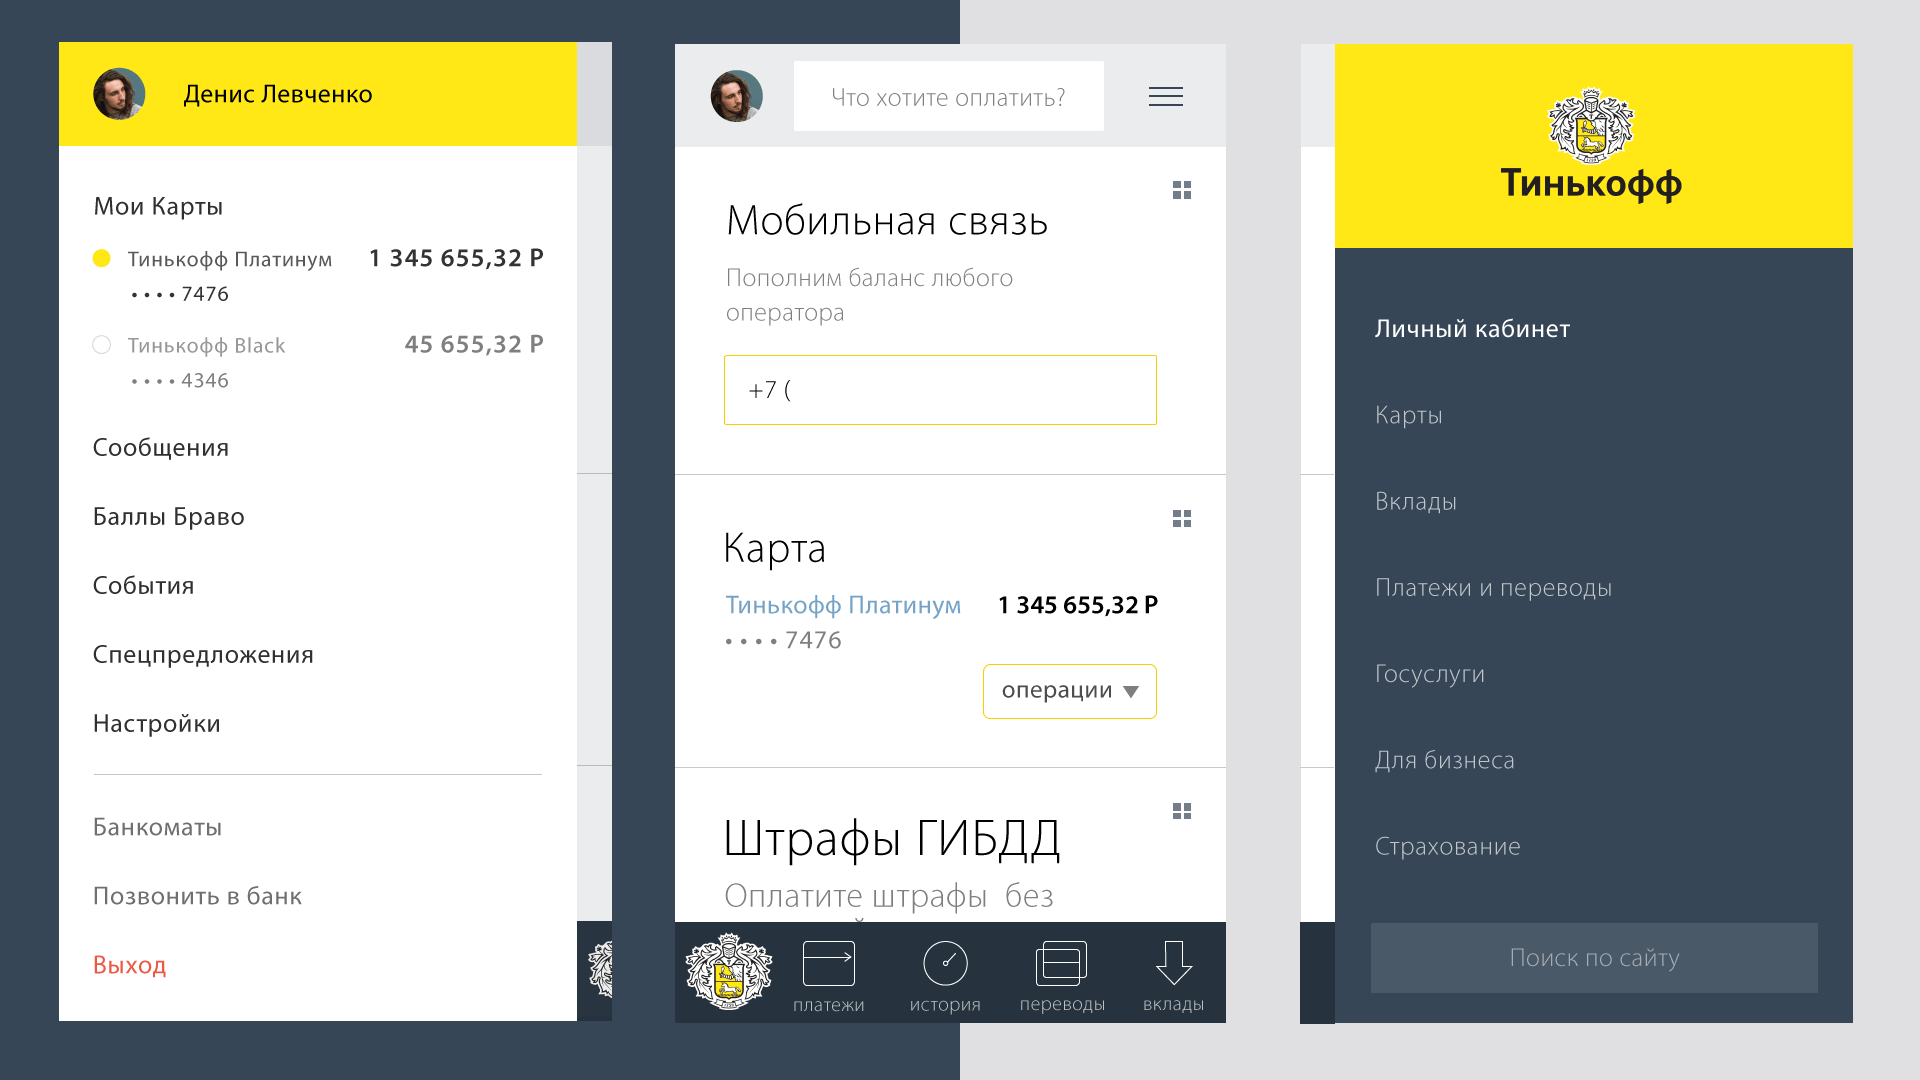 Денис Левченко
Мои Карты
Тинькофф Платинум 1 345 655,32 Р
• • • • 7476
Тинькофф Black 45 655,32 Р
• • • • 4346
Сообщения
Баллы Браво
События
Спецпредложения
Настройки
Банкоматы
Позвонить в банк
Выход
Что хотите оплатить?
Мобильная связь
Пополним баланс любого
оператора
+7 (
Карта
Тинькофф Платинум 1 345 655,32 Р
• • • • 7476
операции
Штрафы ГИБДД
Оплатите штрафы без
платежи история переводы вклады
Тинькофф
Личный кабинет
Карты
Вклады
Платежи и переводы
Госуслуги
Для бизнеса
Страхование
Поиск по сайту